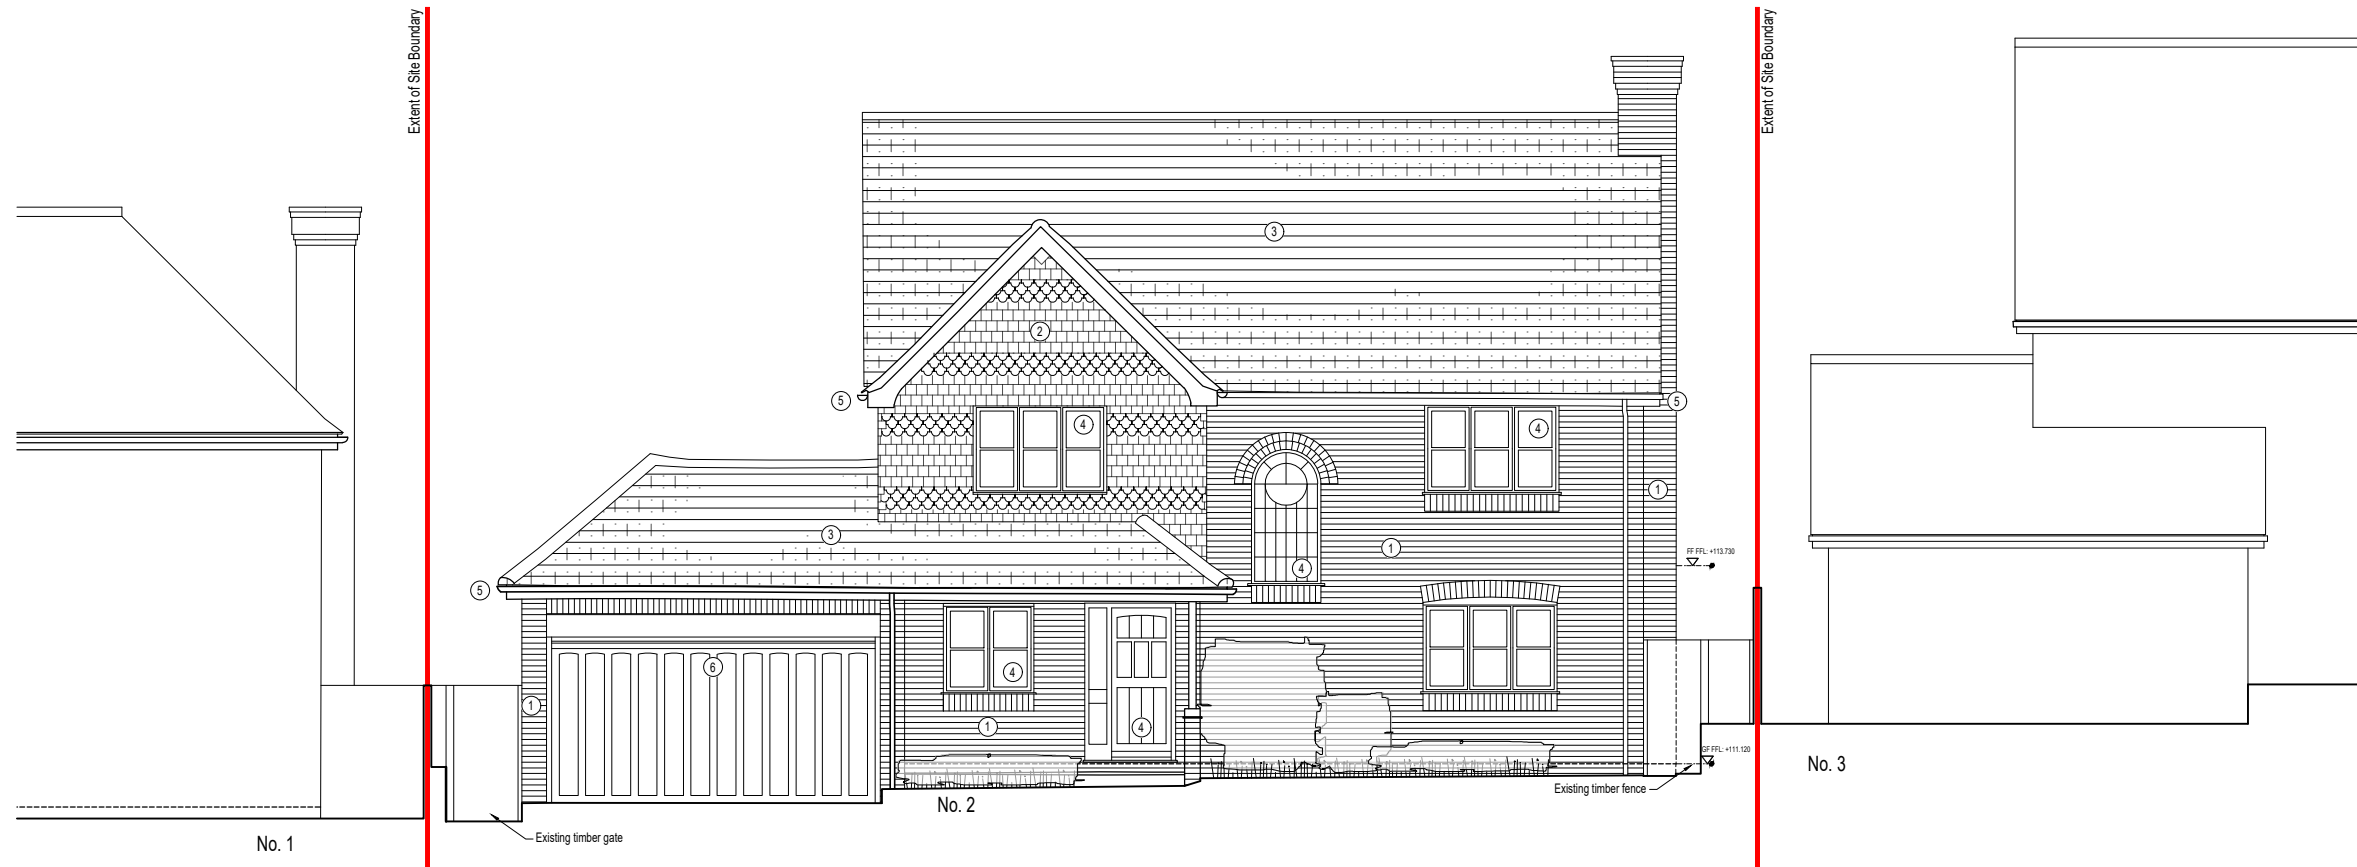 Extent of Site Boundary
Extent of Site Boundary
3
2
5
5
4
4
1
3
1
FF FFL: +113.730
4
5
6
4
1
1
4
GF FFL: +111.120
No. 3
Existing timber fence
No. 2
Existing timber gate
No. 1